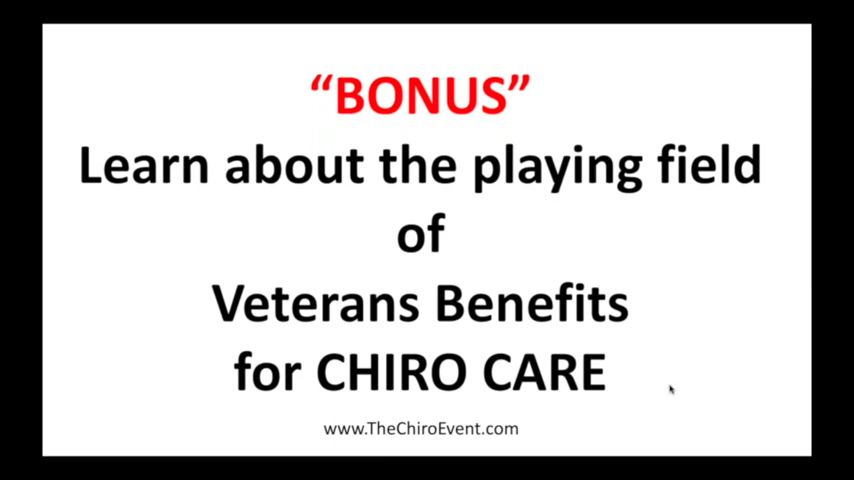 “BONUS”
Learn about the playing field
of
Veterans Benefits
for CHIRO CARE
www.TheChiroEvent.com